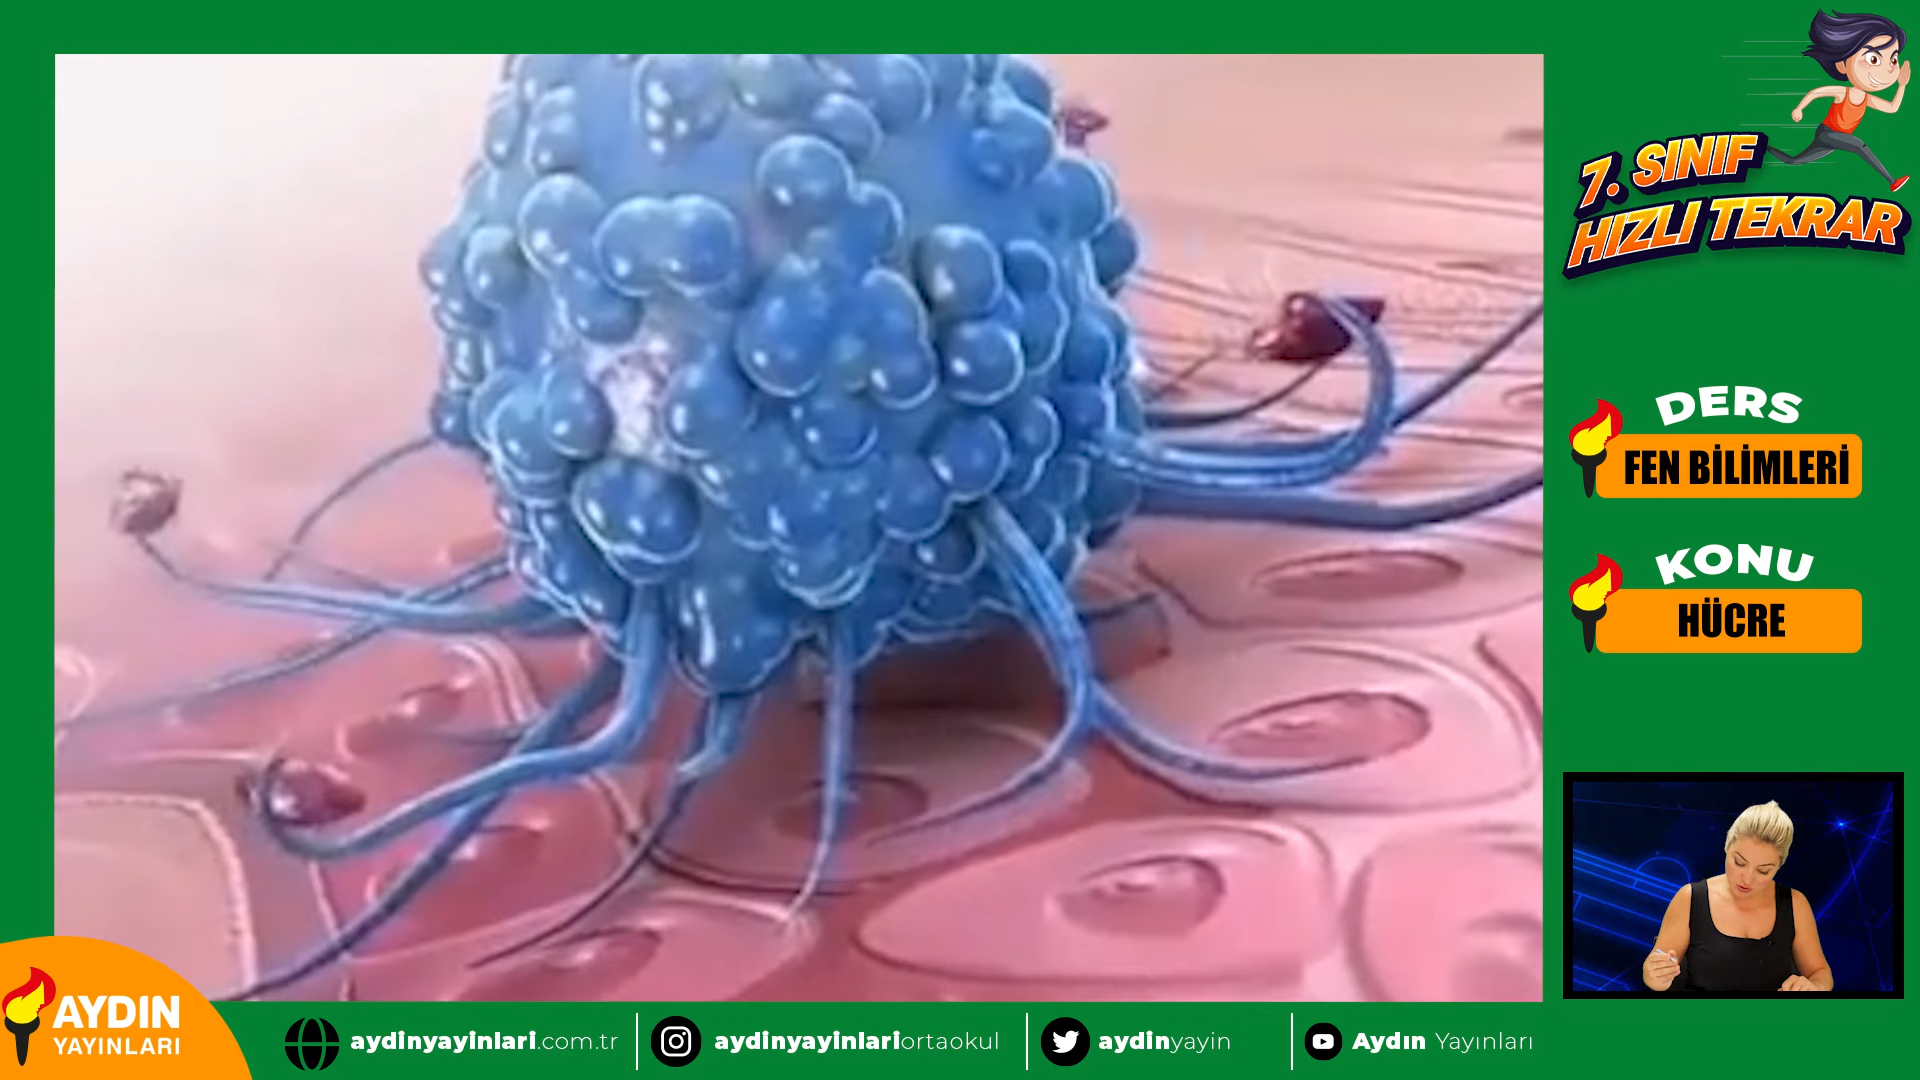 7. SINIF
HIZLI TEKRAR
DERS
FEN BİLİMLERİ
KONU
HÜCRE
AYDIN
YAYINLARI
aydinyayinlari.com.tr
aydinyayinlariortaokul
aydinyayin
Aydın Yayınları